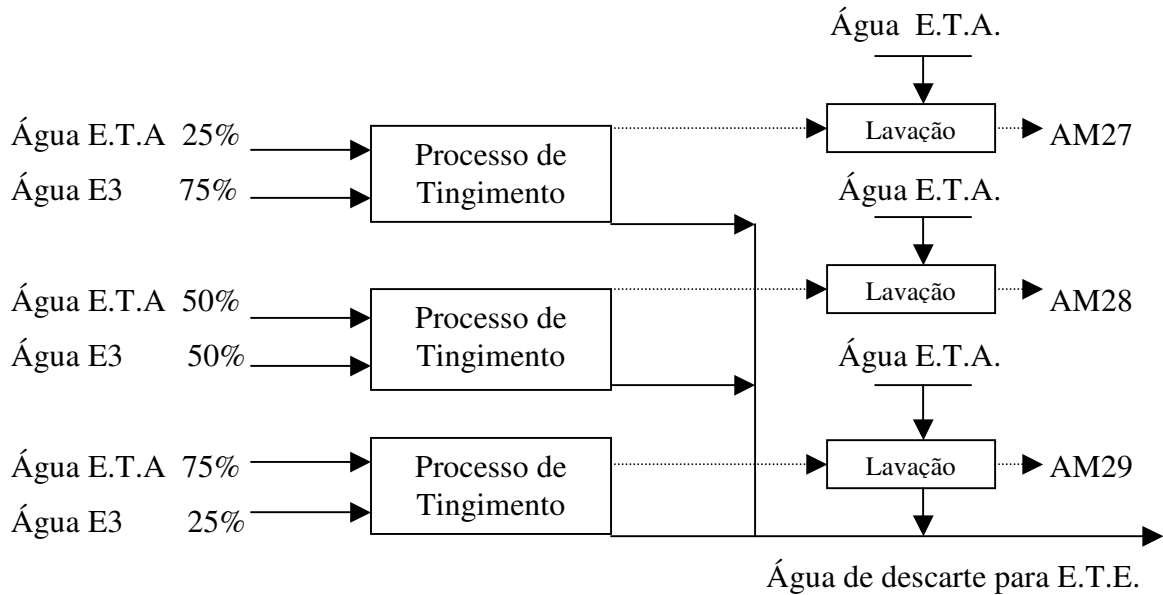 Água E.T.A.
Água E.T.A 25%
Água E3 75%
Processo de
Tingimento
Lavação
AM27
Água E.T.A.
Água E.T.A 50%
Água E3 50%
Processo de
Tingimento
Lavação
AM28
Água E.T.A.
Água E.T.A 75%
Água E3 25%
Processo de
Tingimento
Lavação
AM29
Água de descarte para E.T.E.